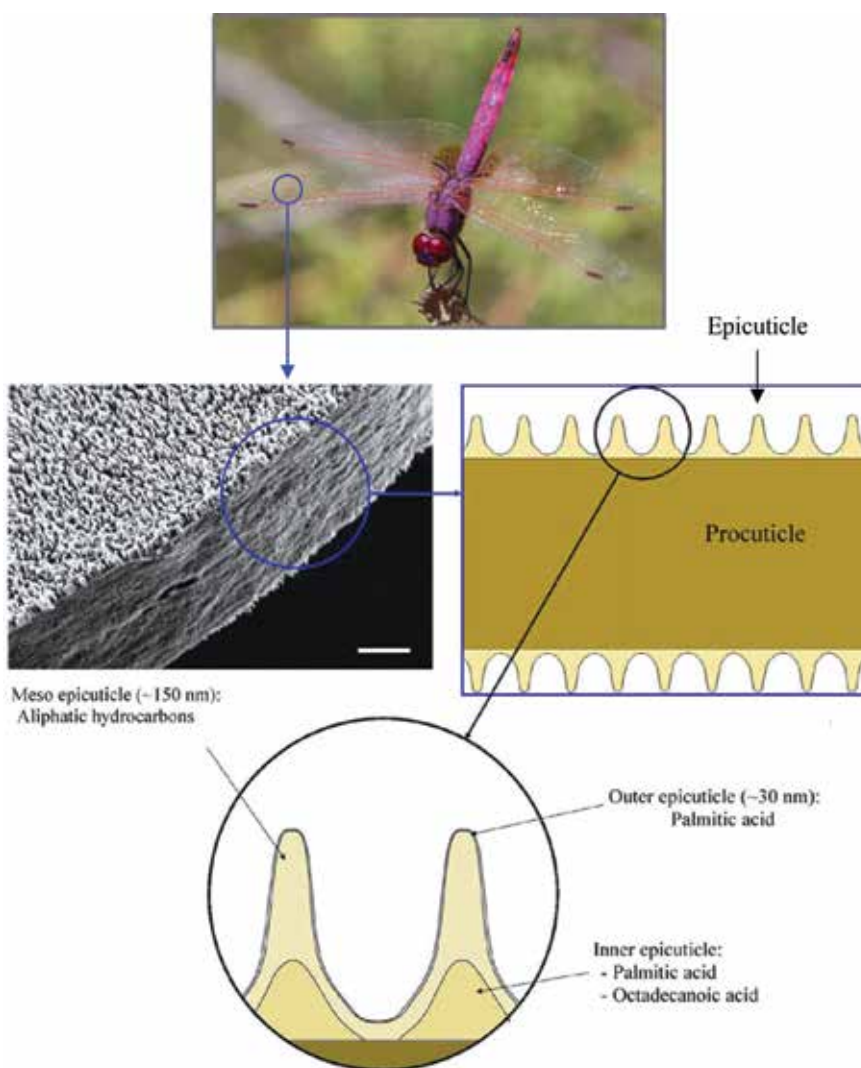 Epicuticle
Procuticle
Meso epicuticle (~150 nm):
Aliphatic hydrocarbons
Outer epicuticle (~30 nm):
Palmitic acid
Inner epicuticle:
- Palmitic acid
- Octadecanoic acid